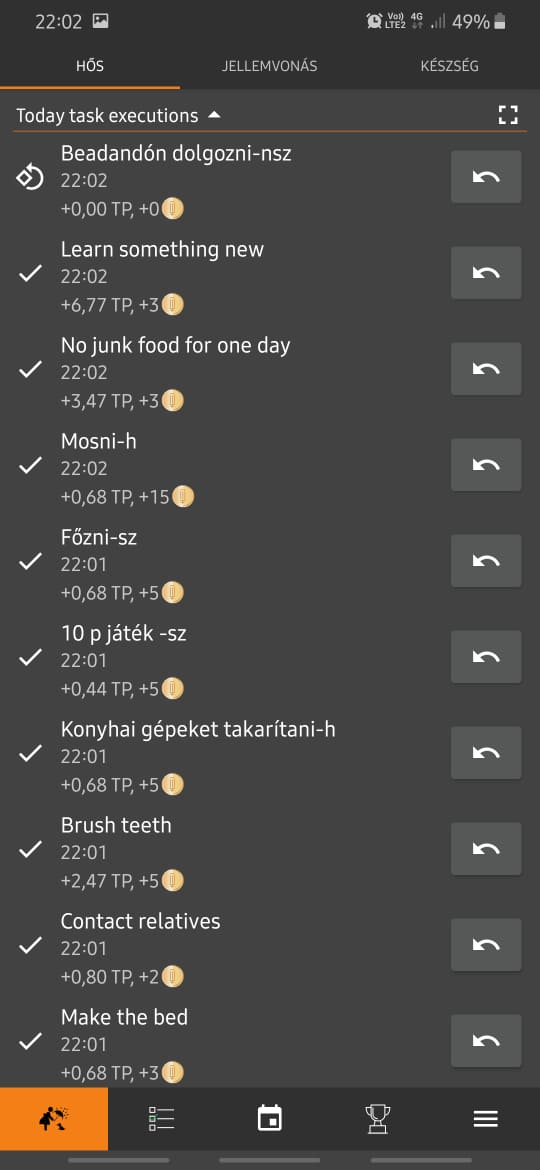 22:02 Vo)) LTE2 4G 49%
HŐS JELLEMVONÁS KÉSZSÉG
Today task executions
Beadandón dolgozni-nsz
22:02
+0,00 TP, +0
Learn something new
22:02
+6,77 TP, +3
No junk food for one day
22:02
+3,47 TP, +3
Mosni-h
22:02
+0,68 TP, +15
Főzni-sz
22:01
+0,68 TP, +5
10 p játék -sz
22:01
+0,44 TP, +5
Konyhai gépeket takarítani-h
22:01
+0,68 TP, +5
Brush teeth
22:01
+2,47 TP, +5
Contact relatives
22:01
+0,80 TP, +2
Make the bed
22:01
+0,68 TP, +3